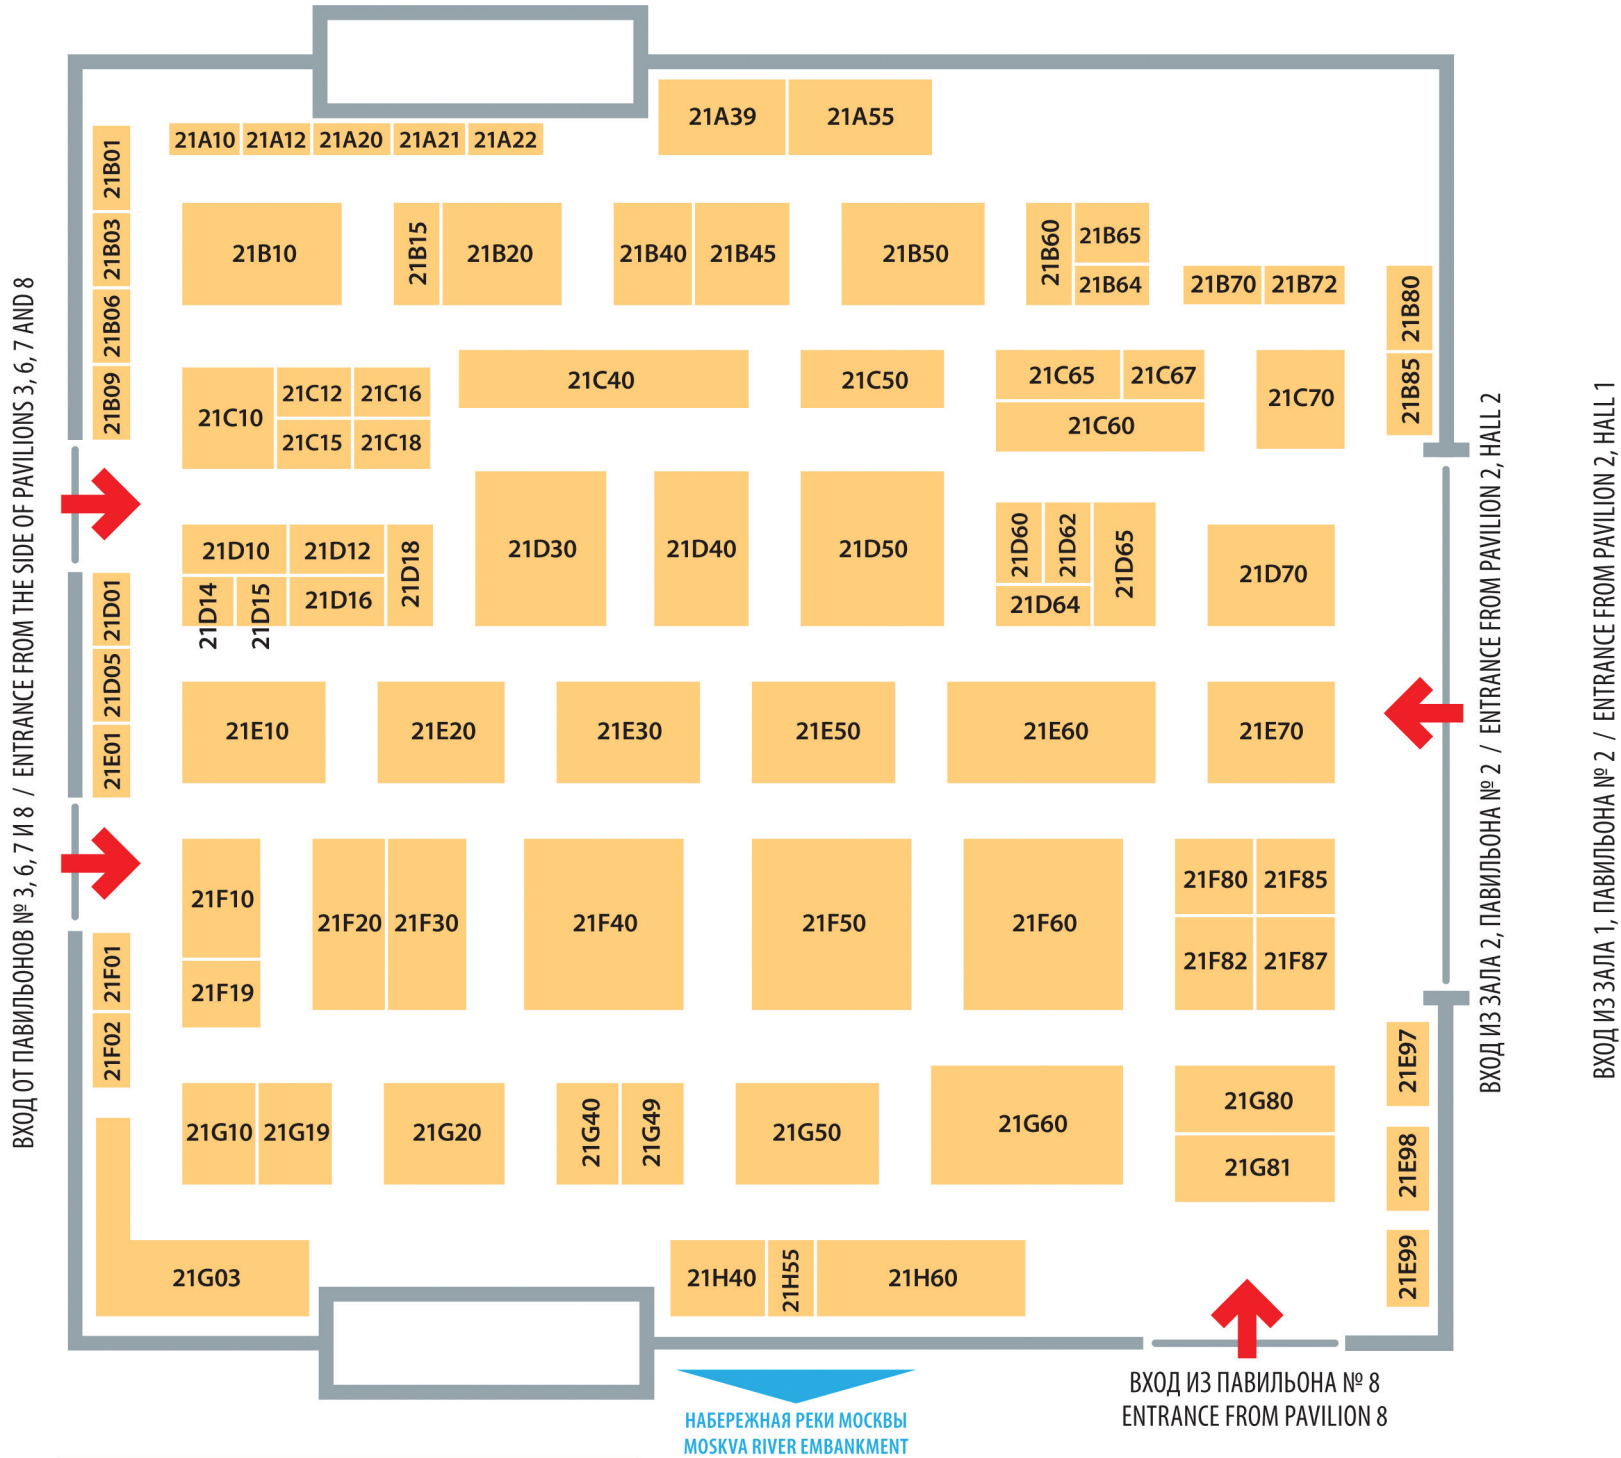 21A39 21A55
21A10 21A12 21A20 21A21 21A22
21B01
21B03
21B06
21B09
21B10 21B15 21B20 21B40 21B45 21B50 21B60 21B65
21B64
21B70 21B72
21B80
21B85
21C10 21C12 21C16
21C15 21C18
21C40 21C50
21C65 21C67
21C60
21C70
21D10 21D12 21D18
21D14 21D15 21D16
21D30 21D40 21D50
21D60 21D62 21D65
21D64
21D70
21D01
21D05
21E01
21E10 21E20 21E30 21E50 21E60 21E70
21F10
21F19
21F20 21F30 21F40 21F50 21F60
21F80 21F85
21F82 21F87
21F01
21F02
21E97
21E98
21E99
21G10 21G19 21G20 21G40 21G49 21G50 21G60
21G80
21G81
21G03
21H40 21H55 21H60
ВХОД ОТ ПАВИЛЬОНОВ № 3, 6, 7 И 8 / ENTRANCE FROM THE SIDE OF PAVILIONS 3, 6, 7 AND 8
ВХОД ИЗ ЗАЛА 2, ПАВИЛЬОНА № 2 / ENTRANCE FROM PAVILION 2, HALL 2
ВХОД ИЗ ЗАЛА 1, ПАВИЛЬОНА № 2 / ENTRANCE FROM PAVILION 2, HALL 1
ВХОД ИЗ ПАВИЛЬОНА № 8
ENTRANCE FROM PAVILION 8
НАБЕРЕЖНАЯ РЕКИ МОСКВЫ
MOSKVA RIVER EMBANKMENT